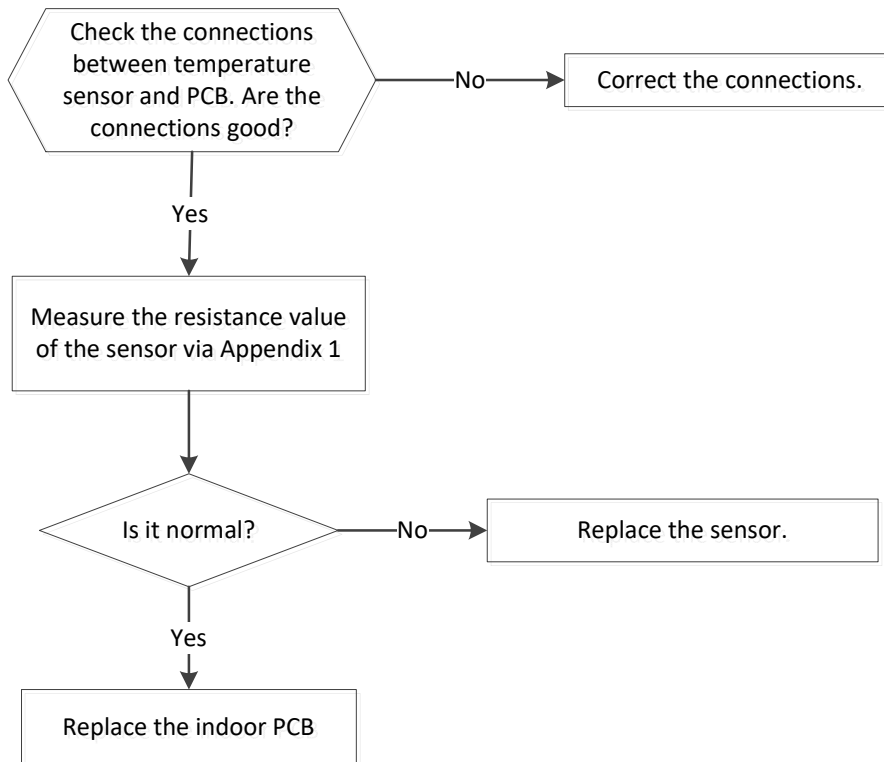 Check the connections
between temperature
sensor and PCB. Are the
connections good?
No
Correct the connections.
Yes
Measure the resistance value
of the sensor via Appendix 1
Is it normal?
No
Replace the sensor.
Yes
Replace the indoor PCB